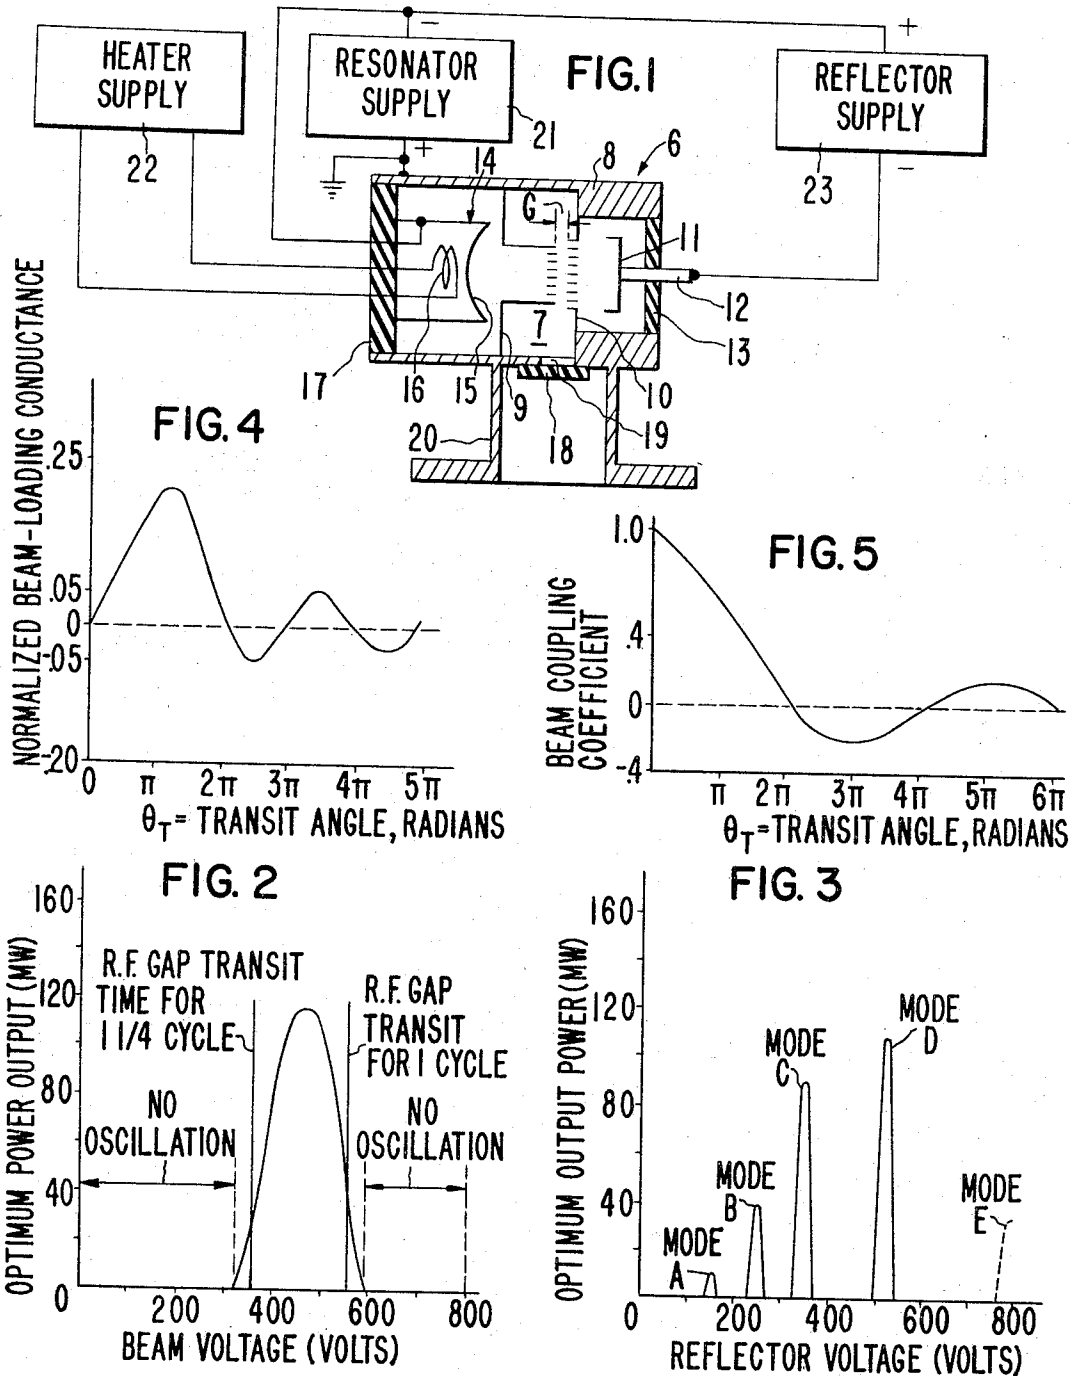 HEATER
SUPPLY
22
−
RESONATOR
SUPPLY
21
+
FIG.1
+
REFLECTOR
SUPPLY
23
−
14
8
6
G
11
12
13
7
17
16
15
9
10
18
19
20
FIG. 4
NORMALIZED BEAM-LOADING CONDUCTANCE
.25
.05
0
-.05
-.20
0 π 2π 3π 4π 5π
θT= TRANSIT ANGLE, RADIANS
FIG. 5
BEAM COUPLING
COEFFICIENT
1.0
.4
0
-.4
π 2π 3π 4π 5π 6π
θT=TRANSIT ANGLE, RADIANS
FIG. 2
OPTIMUM POWER OUTPUT (MW)
160
120
80
40
0
R.F. GAP TRANSIT
TIME FOR
1 1/4 CYCLE
R.F. GAP
TRANSIT
FOR 1 CYCLE
NO
OSCILLATION
NO
OSCILLATION
200 400 600 800
BEAM VOLTAGE (VOLTS)
FIG. 3
OPTIMUM OUTPUT POWER (MW)
160
120
80
40
0
MODE
A
MODE
B
MODE
C
MODE
D
MODE
E
200 400 600 800
REFLECTOR VOLTAGE (VOLTS)